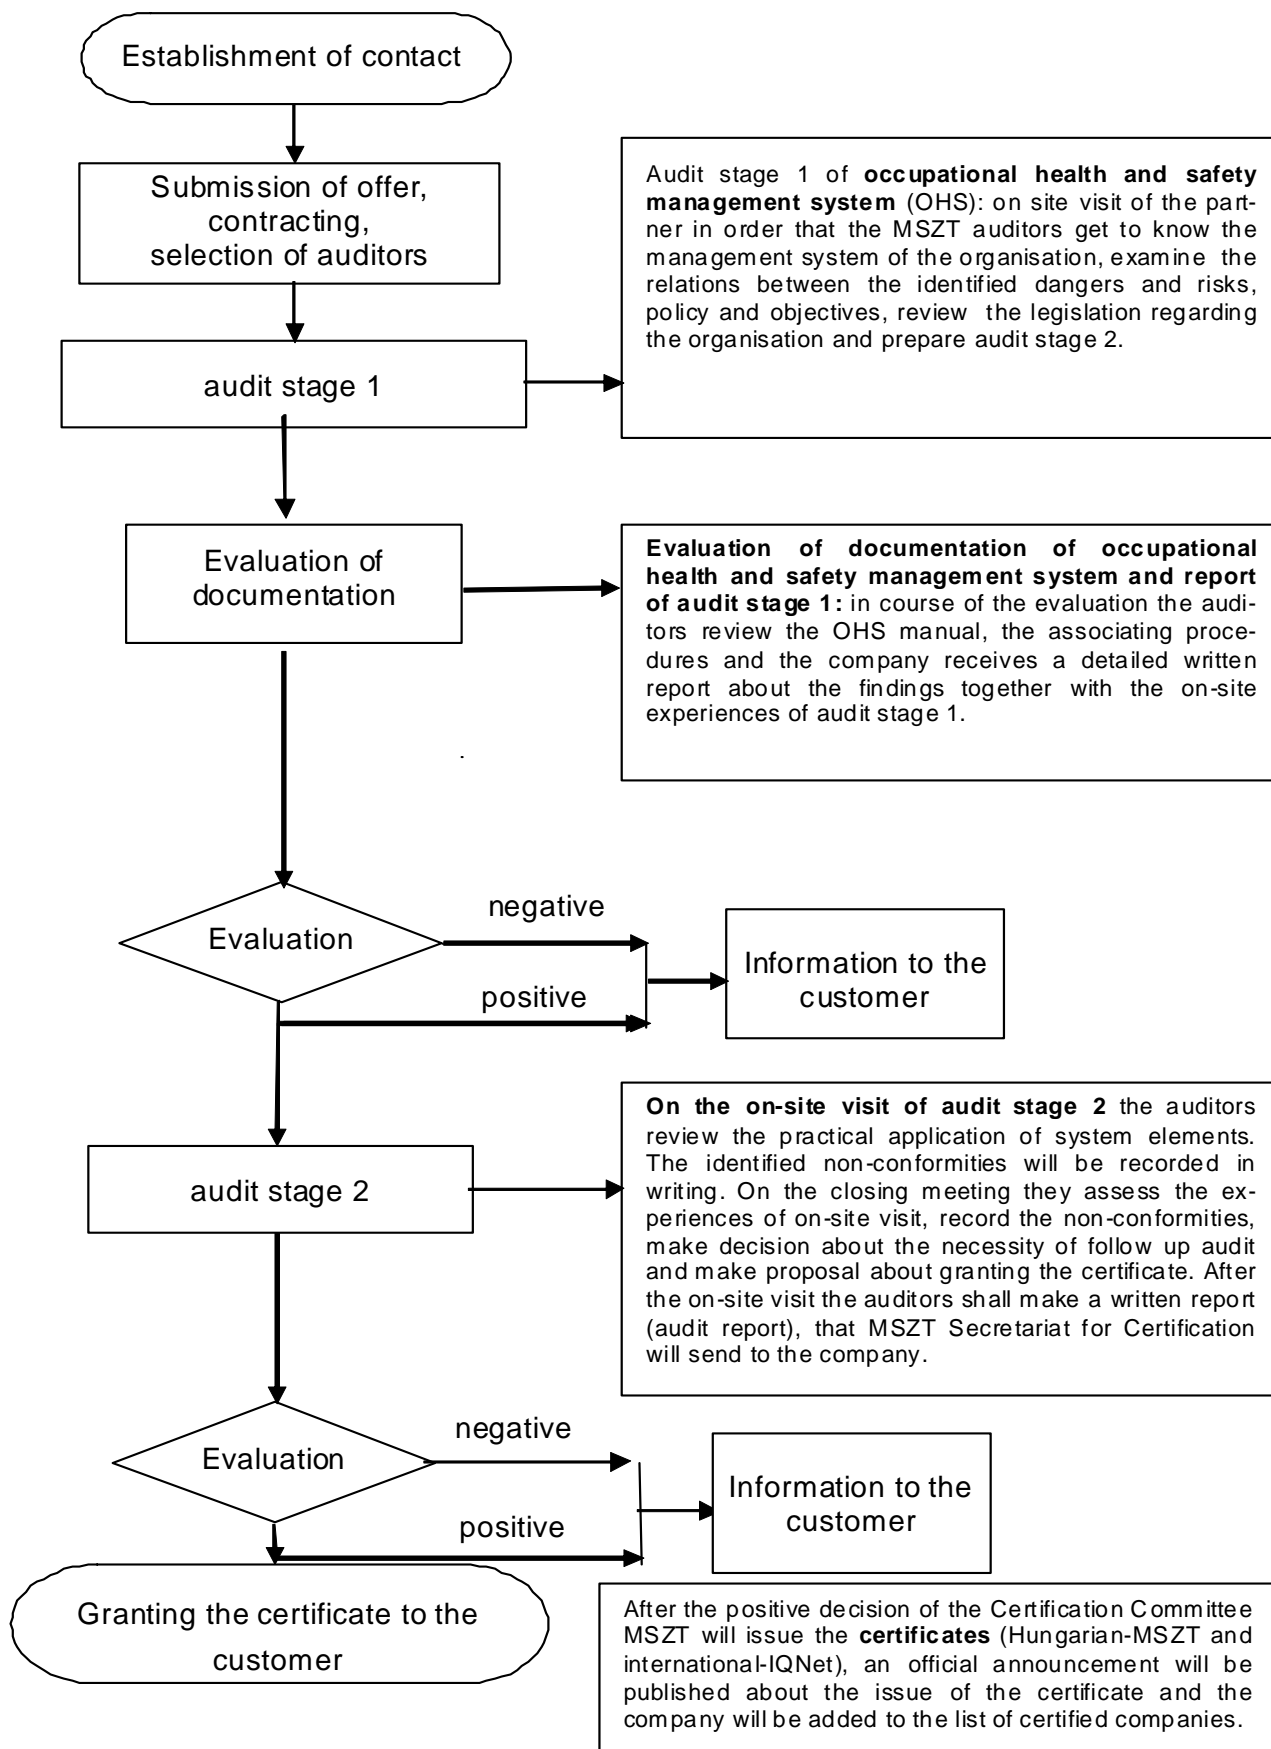 Establishment of contact
Submission of offer,
contracting,
selection of auditors
Audit stage 1 of occupational health and safety
management system (OHS): on site visit of the part-
ner in order that the MSZT auditors get to know the
management system of the organisation, examine the
relations between the identified dangers and risks,
policy and objectives, review the legislation regarding
the organisation and prepare audit stage 2.
audit stage 1
Evaluation of
documentation
Evaluation of documentation of occupational
health and safety management system and report
of audit stage 1: in course of the evaluation the audi-
tors review the OHS manual, the associating proce-
dures and the company receives a detailed written
report about the findings together with the on-site
experiences of audit stage 1.
.
Evaluation
negative
positive
Information to the
customer
audit stage 2
On the on-site visit of audit stage 2 the auditors
review the practical application of system elements.
The identified non-conformities will be recorded in
writing. On the closing meeting they assess the ex-
periences of on-site visit, record the non-conformities,
make decision about the necessity of follow up audit
and make proposal about granting the certificate. After
the on-site visit the auditors shall make a written report
(audit report), that MSZT Secretariat for Certification
will send to the company.
Evaluation
negative
positive
Information to the
customer
Granting the certificate to the
customer
After the positive decision of the Certification Committee
MSZT will issue the certificates (Hungarian-MSZT and
international-IQNet), an official announcement will be
published about the issue of the certificate and the
company will be added to the list of certified companies.